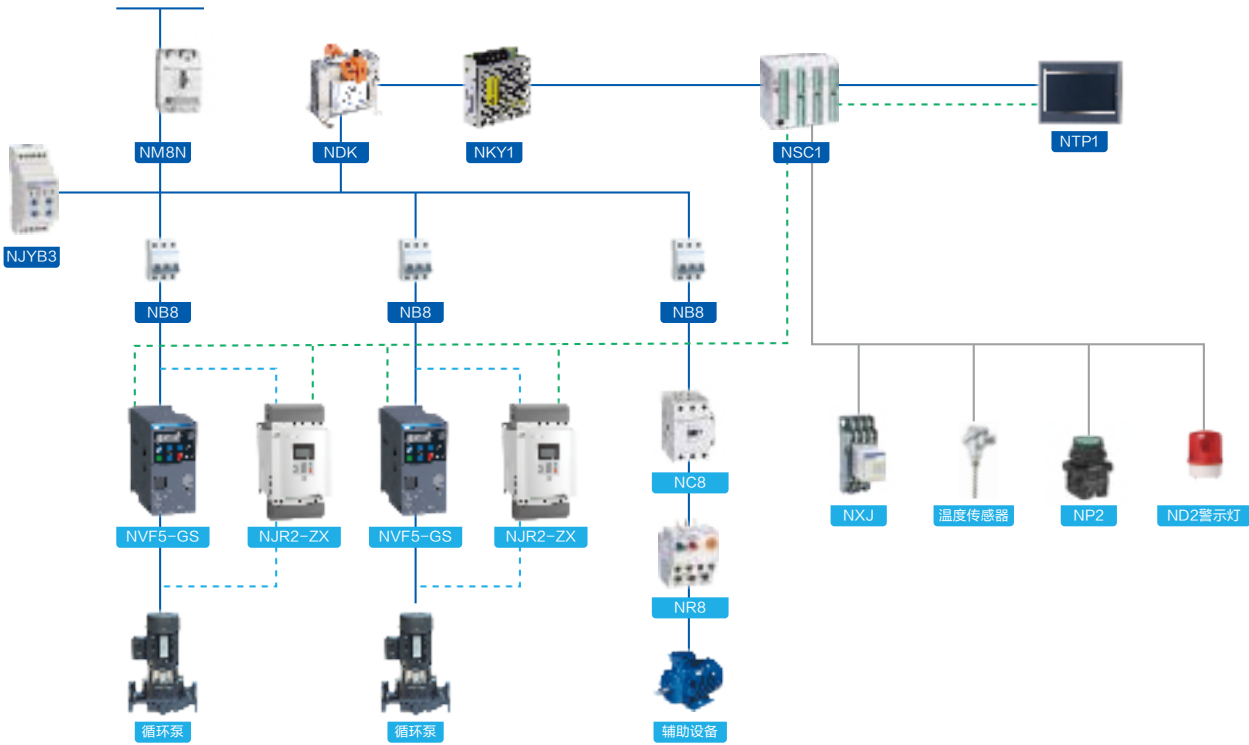 NM8N
NDK
NKY1
NSC1
NTP1
NJYB3
NB8
NB8
NB8
NC8
NXJ
温度传感器
NP2
ND2警示灯
NVF5-GS
NJR2-ZX
NVF5-GS
NJR2-ZX
NR8
循环泵
循环泵
辅助设备